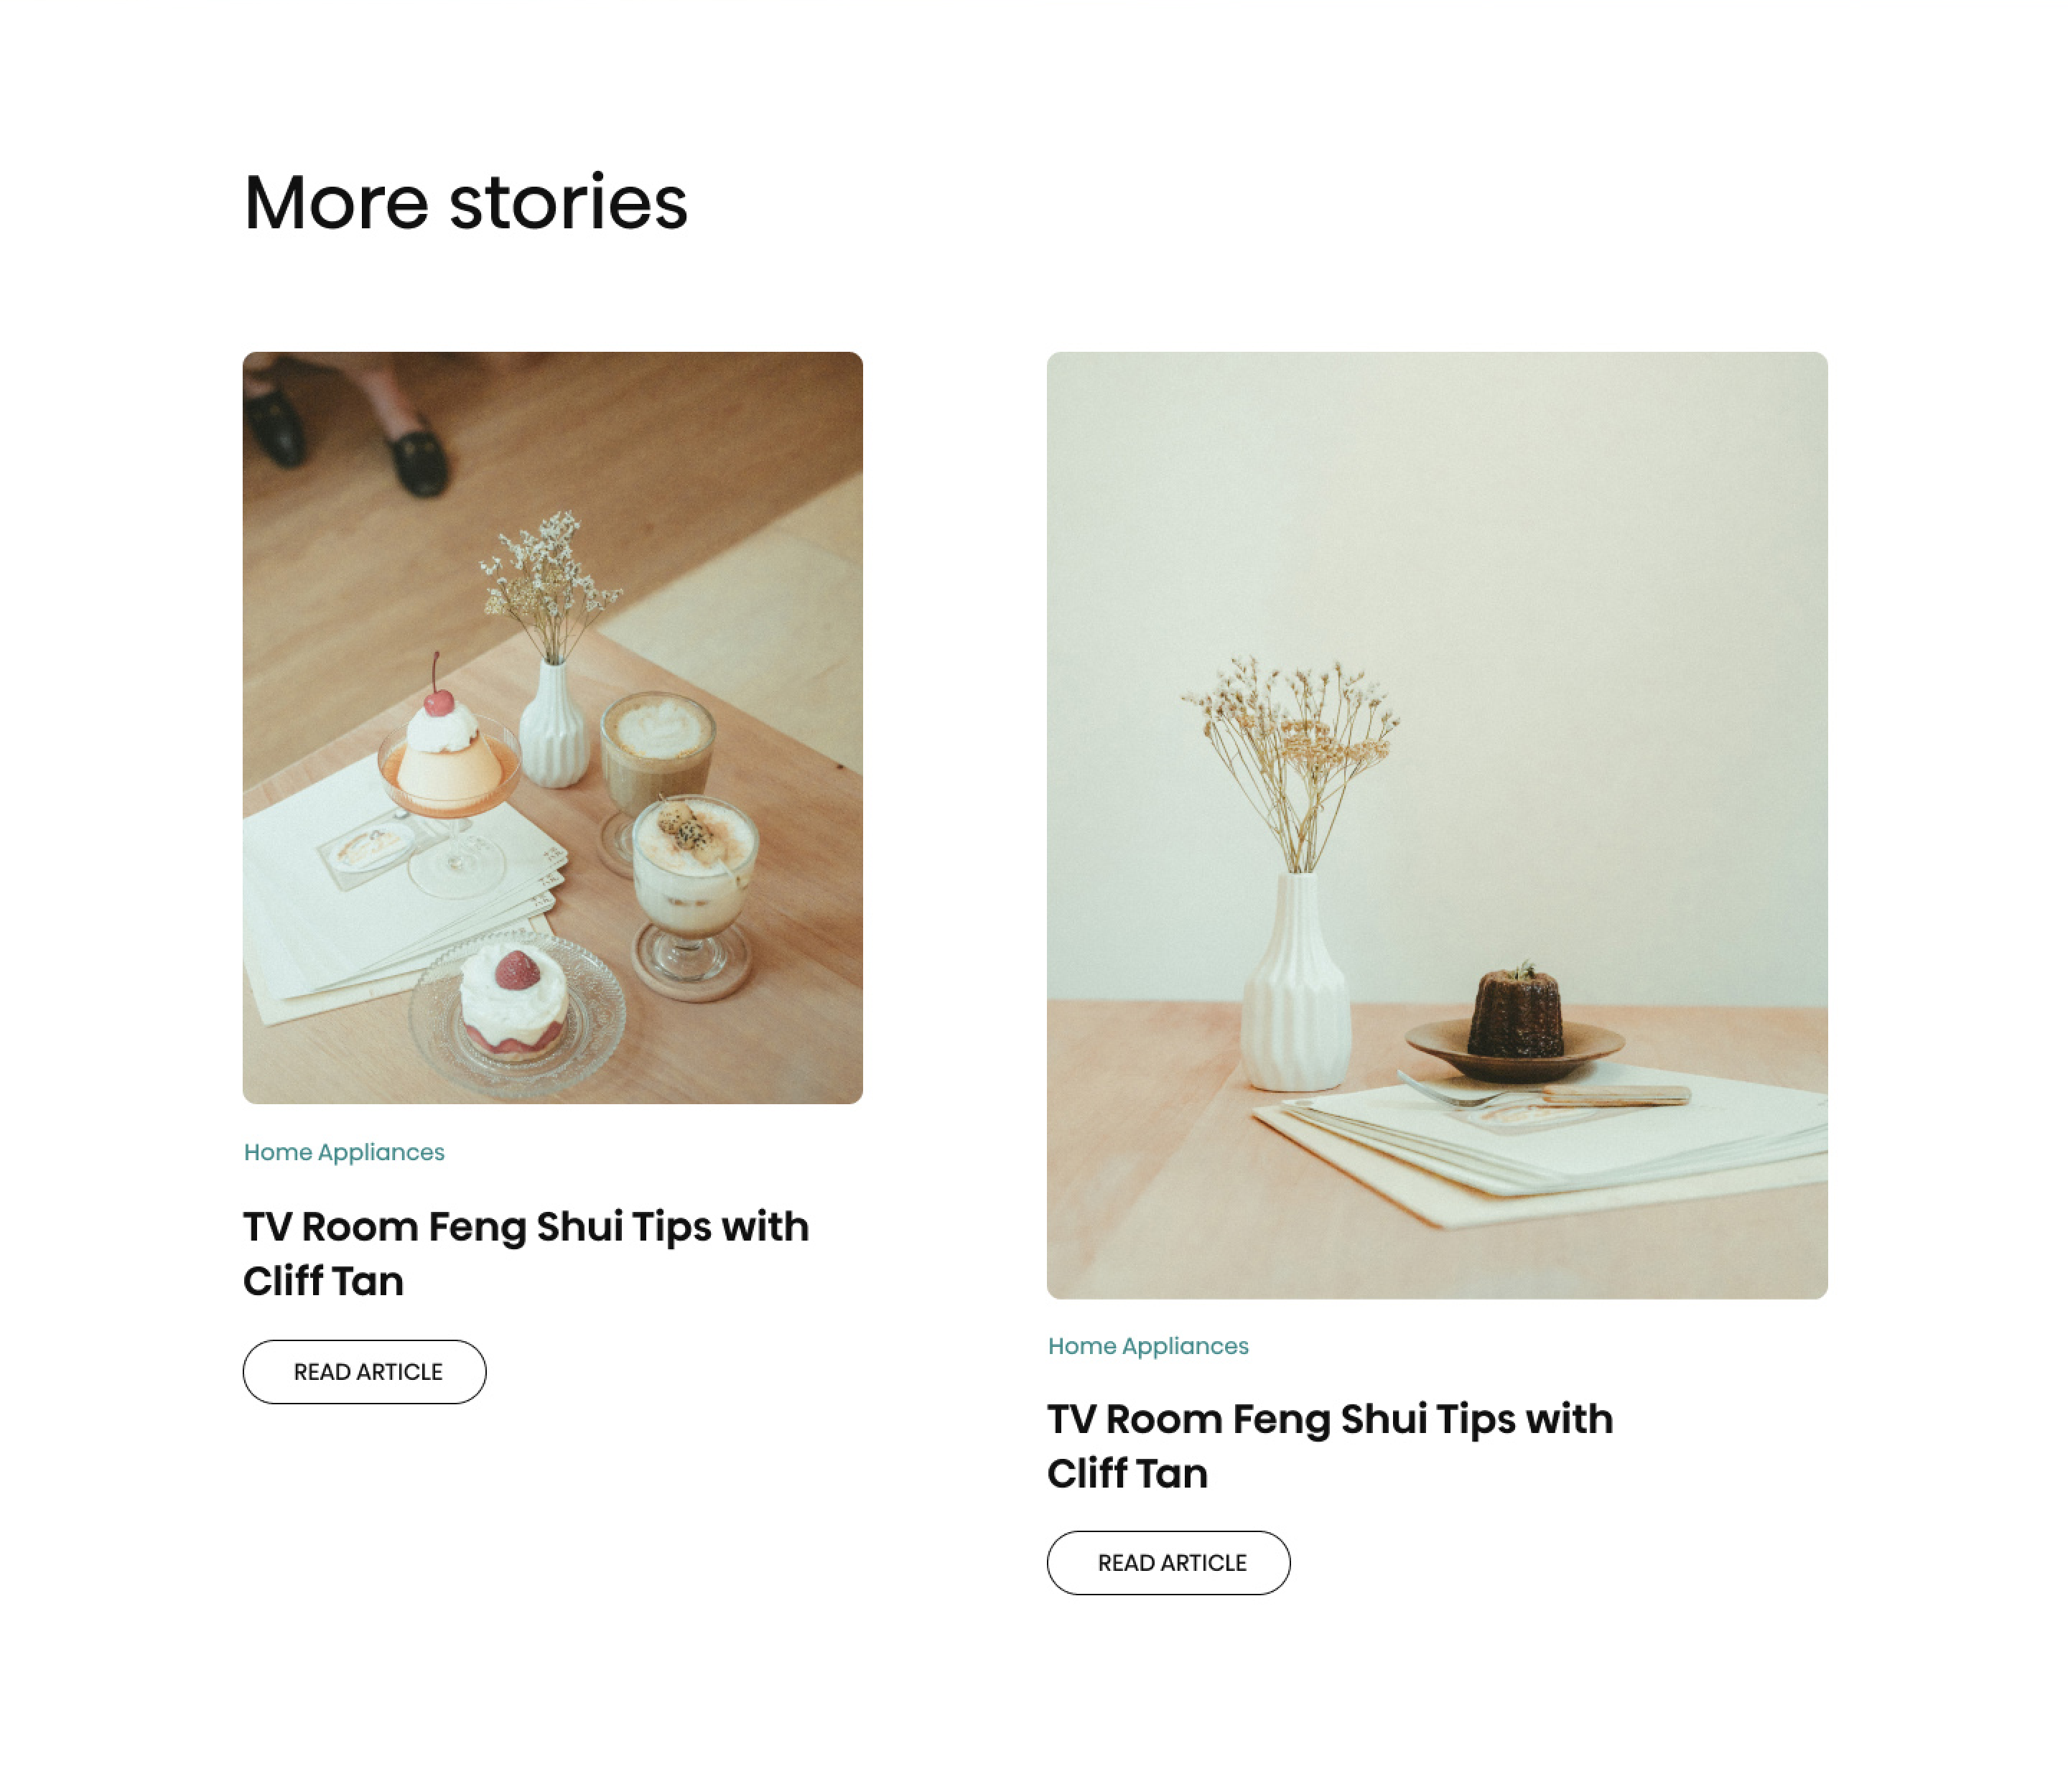 More stories
Home Appliances
TV Room Feng Shui Tips with
Cliff Tan
READ ARTICLE
Home Appliances
TV Room Feng Shui Tips with
Cliff Tan
READ ARTICLE